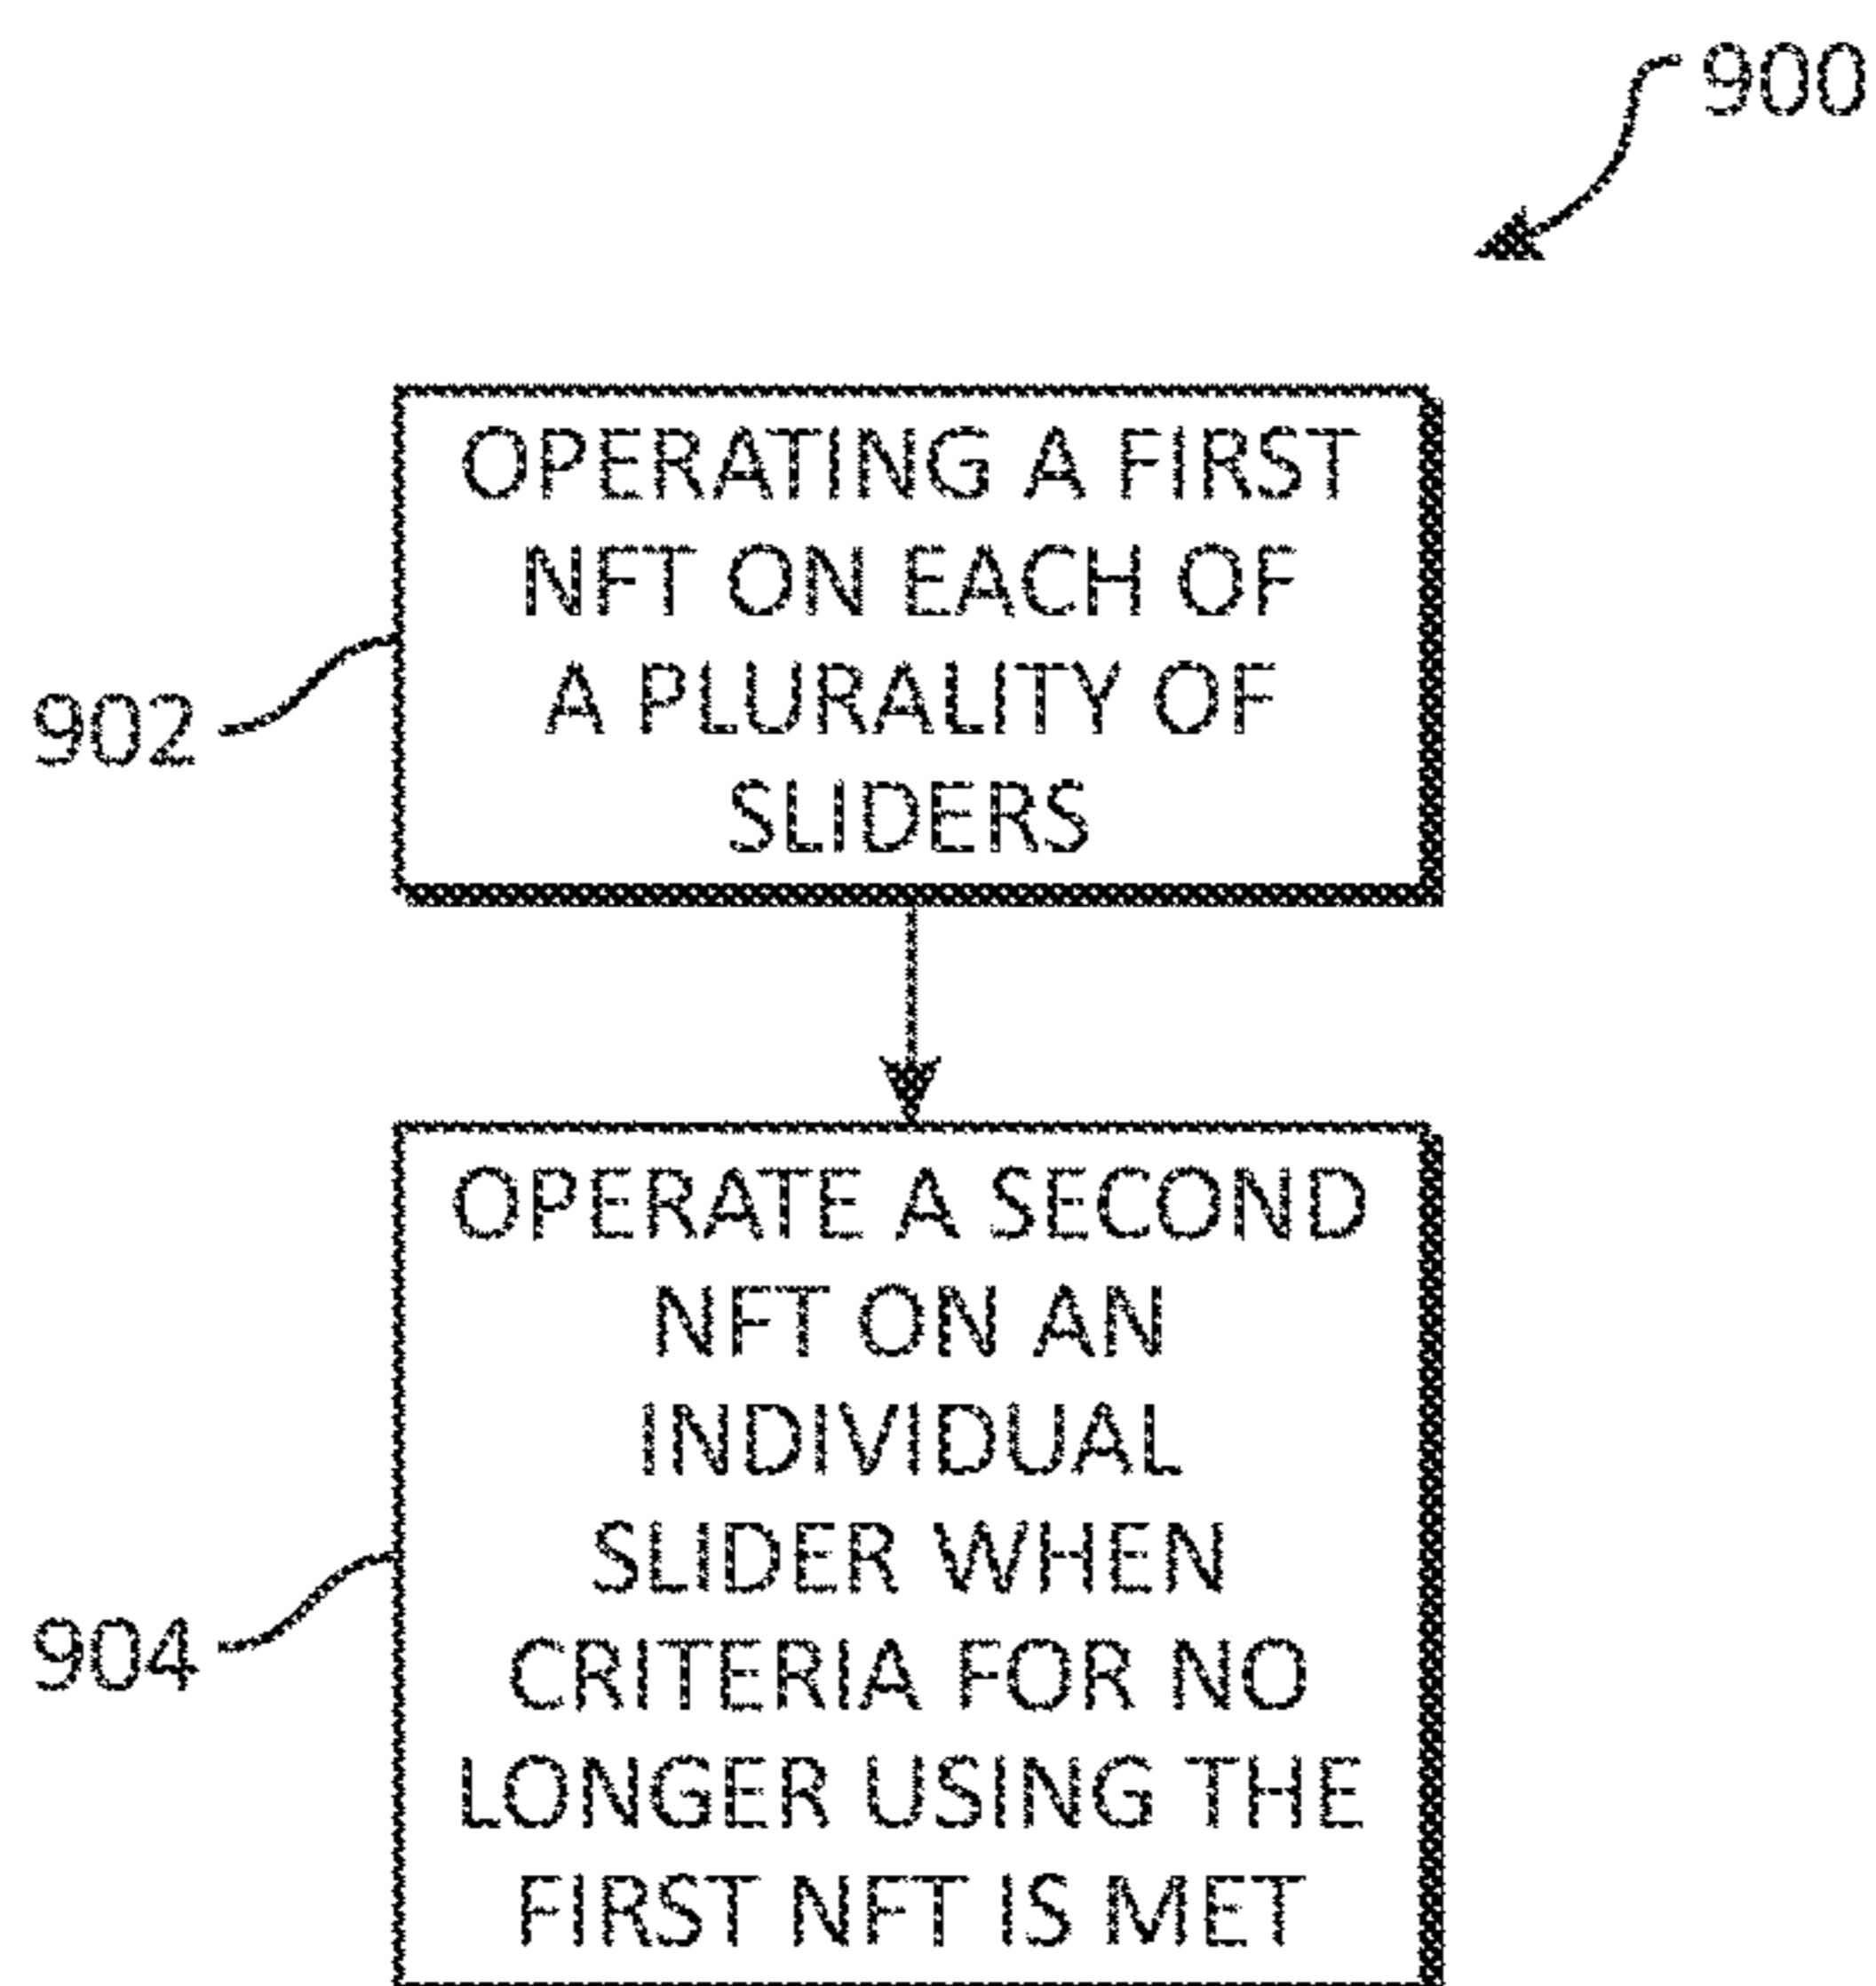 900
OPERATING A FIRST
NFT ON EACH OF
A PLURALITY OF
SLIDERS
902
OPERATE A SECOND
NFT ON AN
INDIVIDUAL
SLIDER WHEN
CRITERIA FOR NO
LONGER USING THE
FIRST NFT IS MET
904